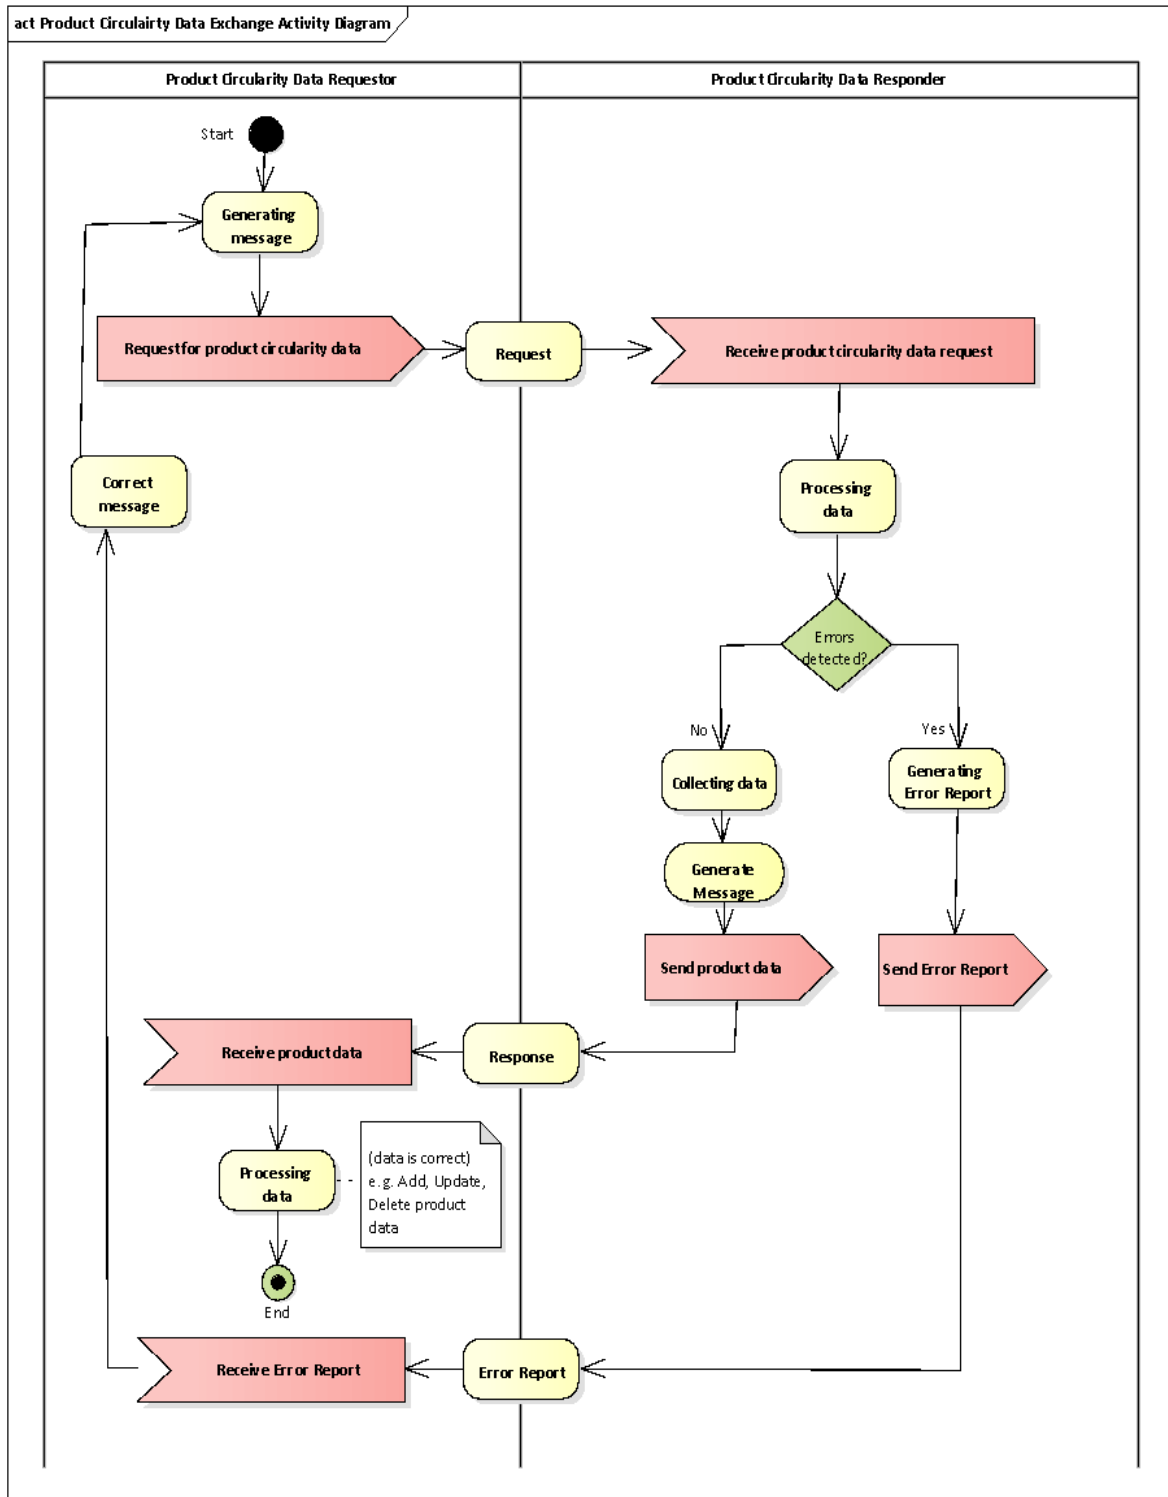 act Product Circulairty Data Exchange Activity Diagram
Product Circularity Data Requestor
Product Circularity Data Responder
Start
Generating
message
Request for product circularity data
Request
Receive product circularity data request
Correct
message
Processing
data
Errors
detected?
No
Yes
Collecting data
Generating
Error Report
Generate
Message
Send product data
Send Error Report
Receive product data
Response
Processing
data
(data is correct)
e.g. Add, Update,
Delete product
data
End
Receive Error Report
Error Report